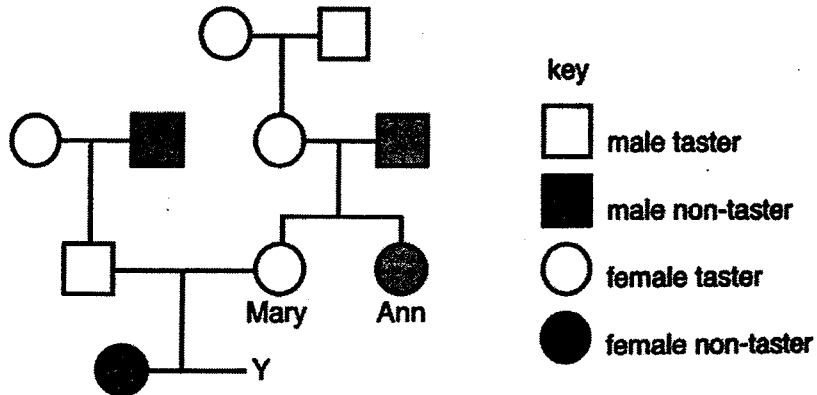 key
male taster
male non-taster
female taster
Mary
Ann
female non-taster
Y